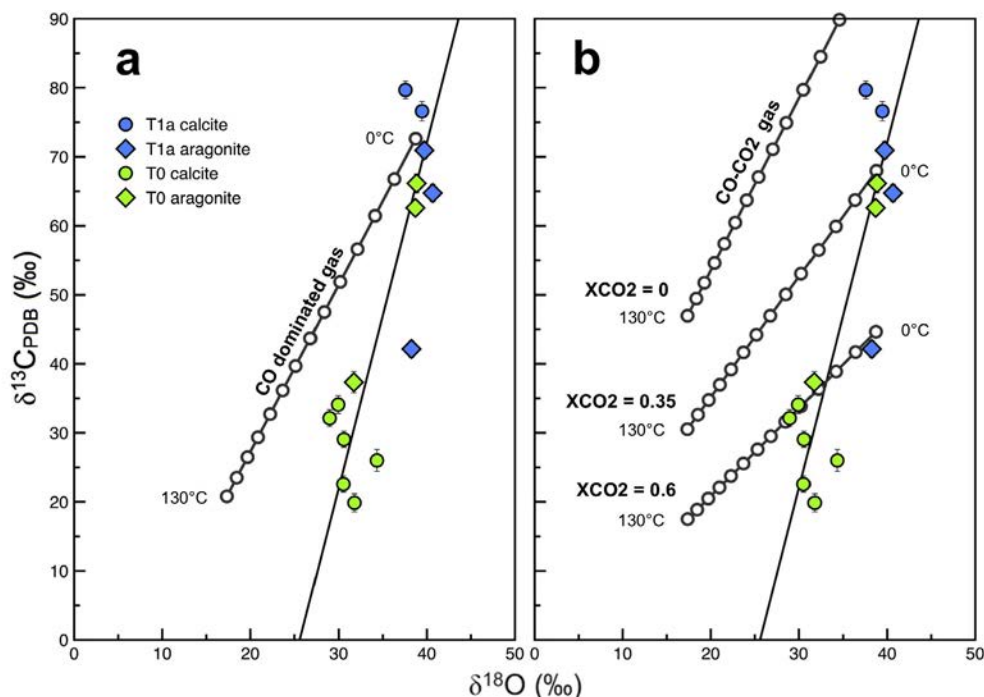 a
b
T1a calcite
T1a aragonite
T0 calcite
T0 aragonite
0°C
CO dominated gas
130°C
CO-CO2 gas
XCO2 = 0
130°C
0°C
XCO2 = 0.35
130°C
0°C
XCO2 = 0.6
130°C
90
80
70
60
50
40
30
20
10
0
δ13CPDB (‰)
0 10 20 30 40 50
0 10 20 30 40 50
δ18O (‰)